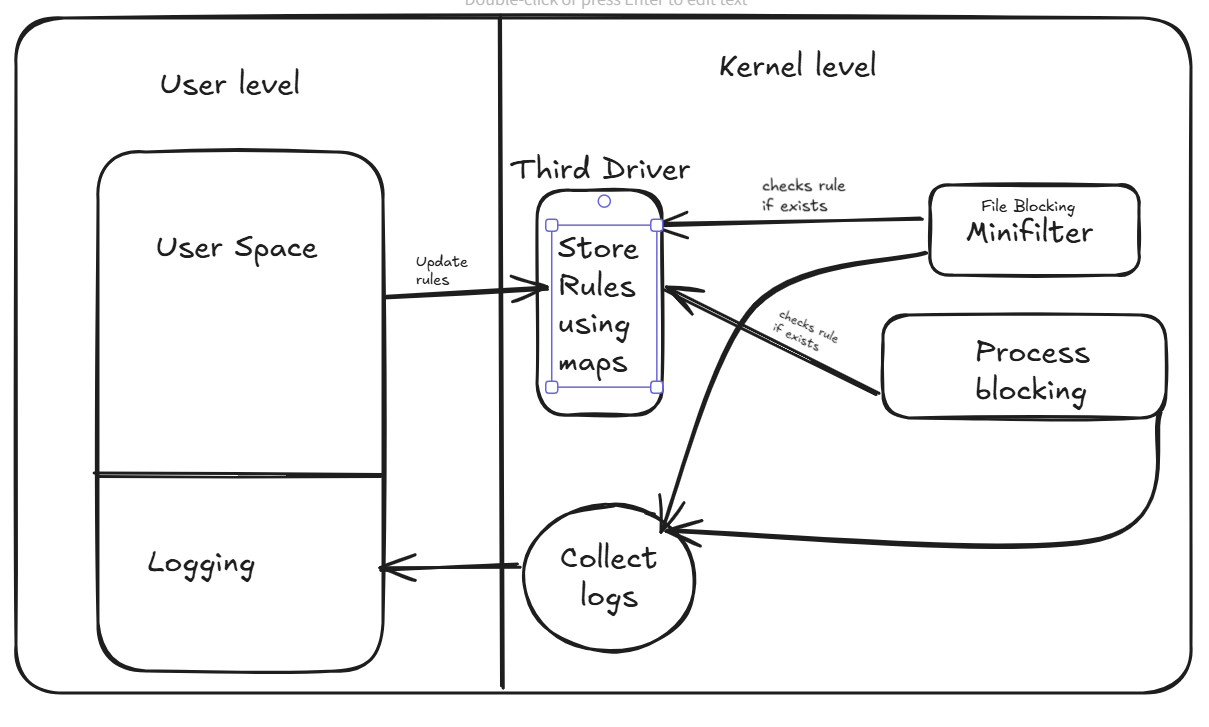 Double-click or press Enter to edit text
User level
Kernel level
Third Driver
checks rule
if exists
File Blocking
Minifilter
User Space
Update
rules
Store
Rules
using
maps
checks rule
if exists
Process
blocking
Logging
Collect
logs